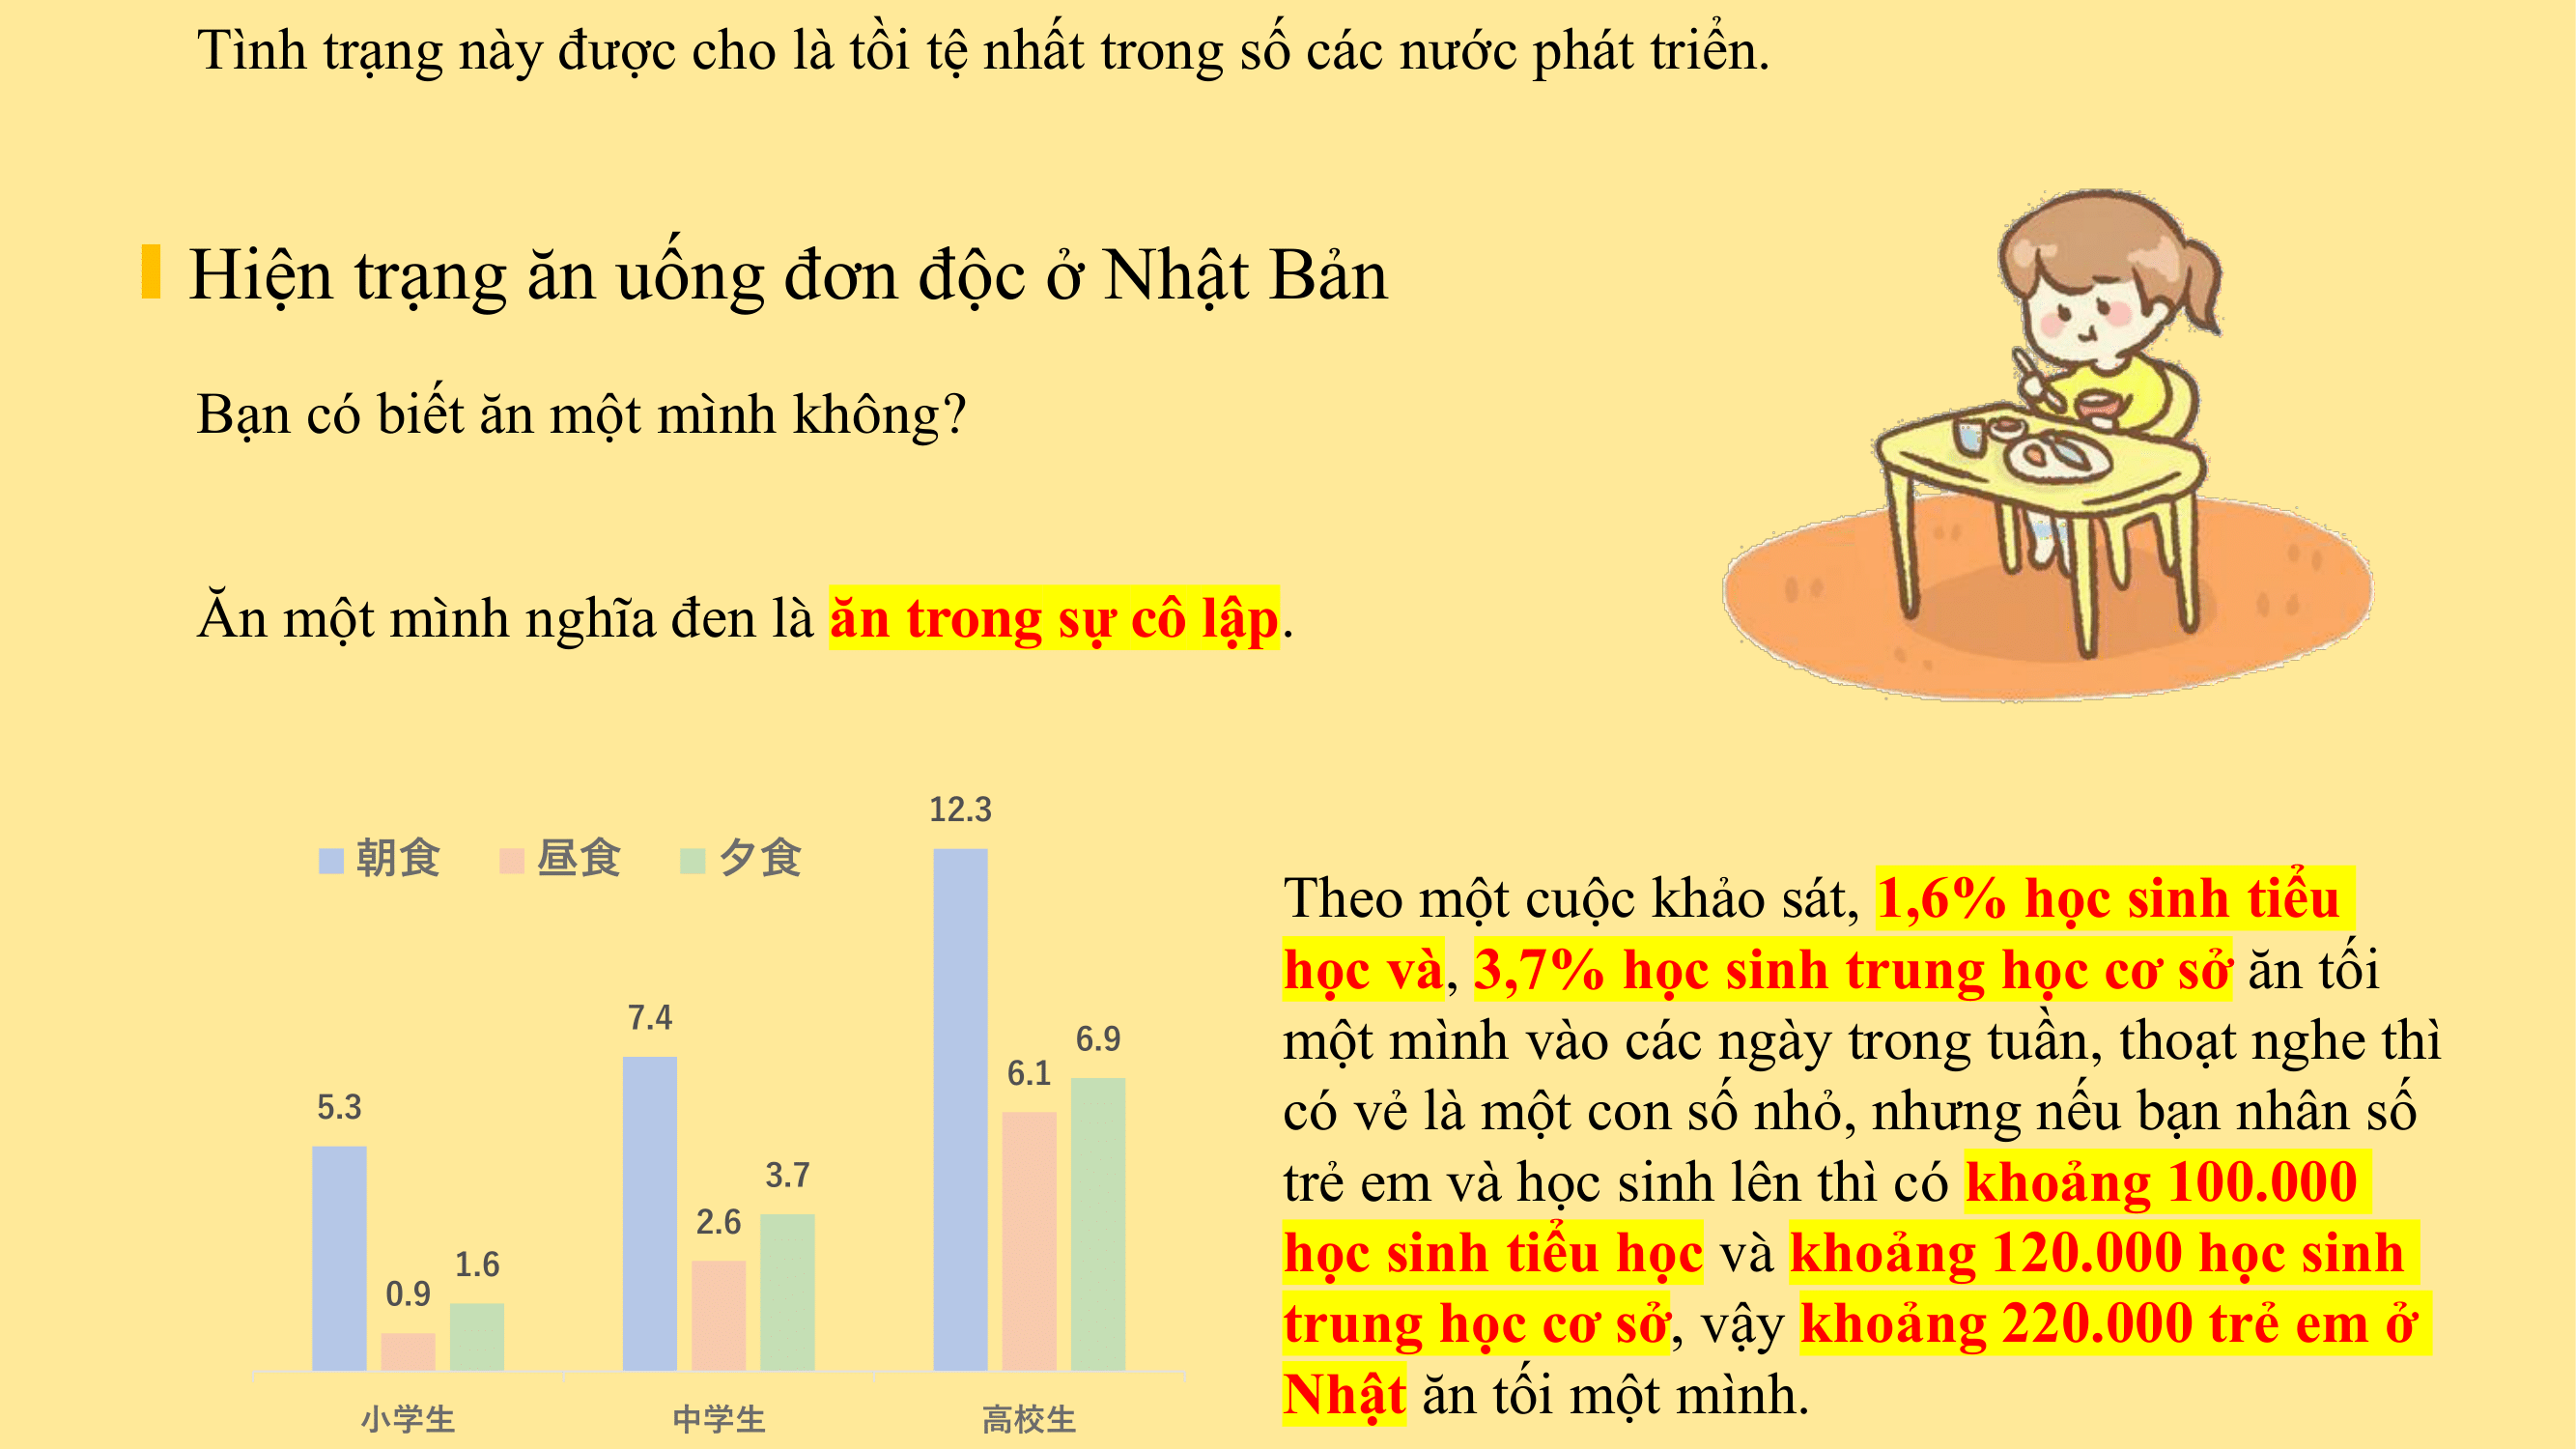 Tình trạng này được cho là tồi tệ nhất trong số các nước phát triển.
Hiện trạng ăn uống đơn độc ở Nhật Bản
Bạn có biết ăn một mình không?
Ăn một mình nghĩa đen là ăn trong sự cô lập.
朝食 昼食 夕食
12.3
7.4
6.9
6.1
5.3
3.7
2.6
1.6
0.9
小学生 中学生 高校生
Theo một cuộc khảo sát, 1,6% học sinh tiểu
học và, 3,7% học sinh trung học cơ sở ăn tối
một mình vào các ngày trong tuần, thoạt nghe thì
có vẻ là một con số nhỏ, nhưng nếu bạn nhân số
trẻ em và học sinh lên thì có khoảng 100.000
học sinh tiểu học và khoảng 120.000 học sinh
trung học cơ sở, vậy khoảng 220.000 trẻ em ở
Nhật ăn tối một mình.